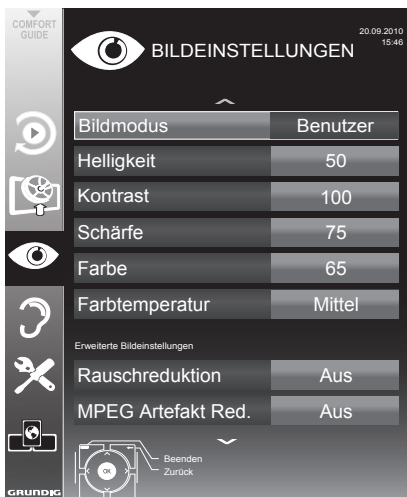 COMFORT
GUIDE
BILDEINSTELLUNGEN
20.09.2010
15:46
Bildmodus Benutzer
Helligkeit 50
Kontrast 100
Schärfe 75
Farbe 65
Farbtemperatur Mittel
Erweiterte Bildeinstellungen
Rauschreduktion Aus
MPEG Artefakt Red. Aus
Beenden
Zurück
OK
GRUNDIG